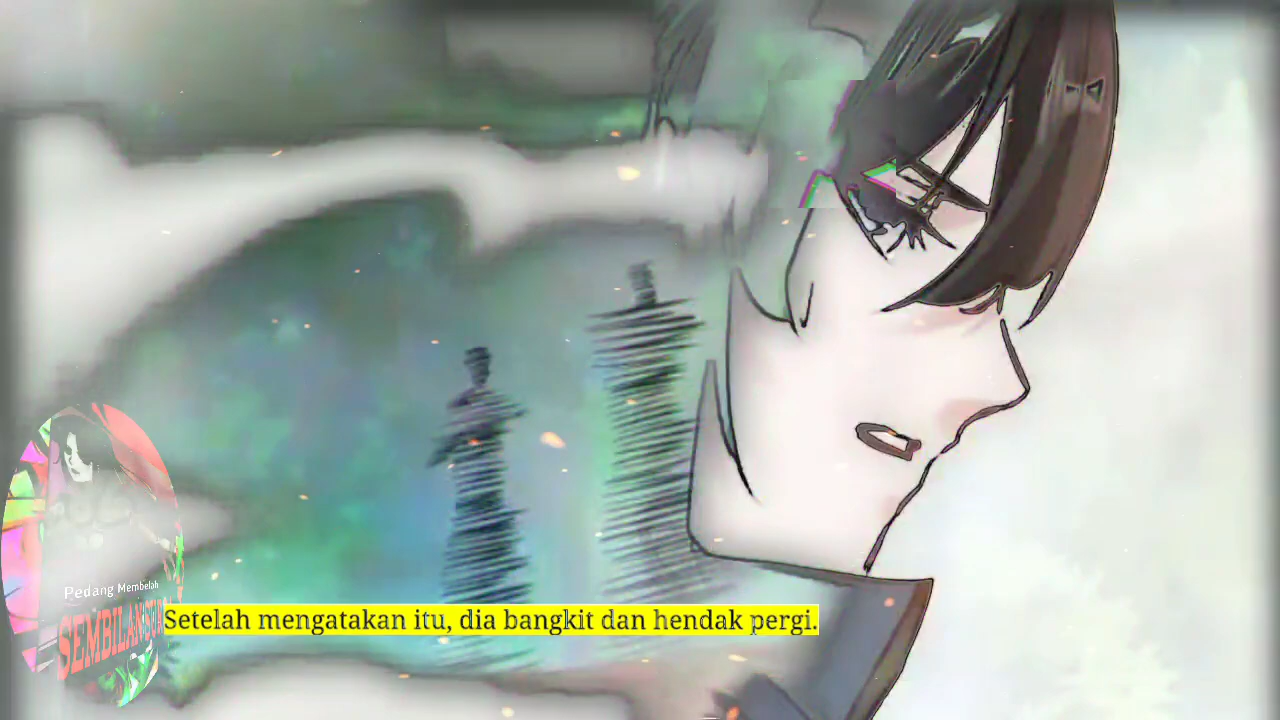 Pedang Membelah
Setelah mengatakan itu, dia bangkit dan hendak pergi.